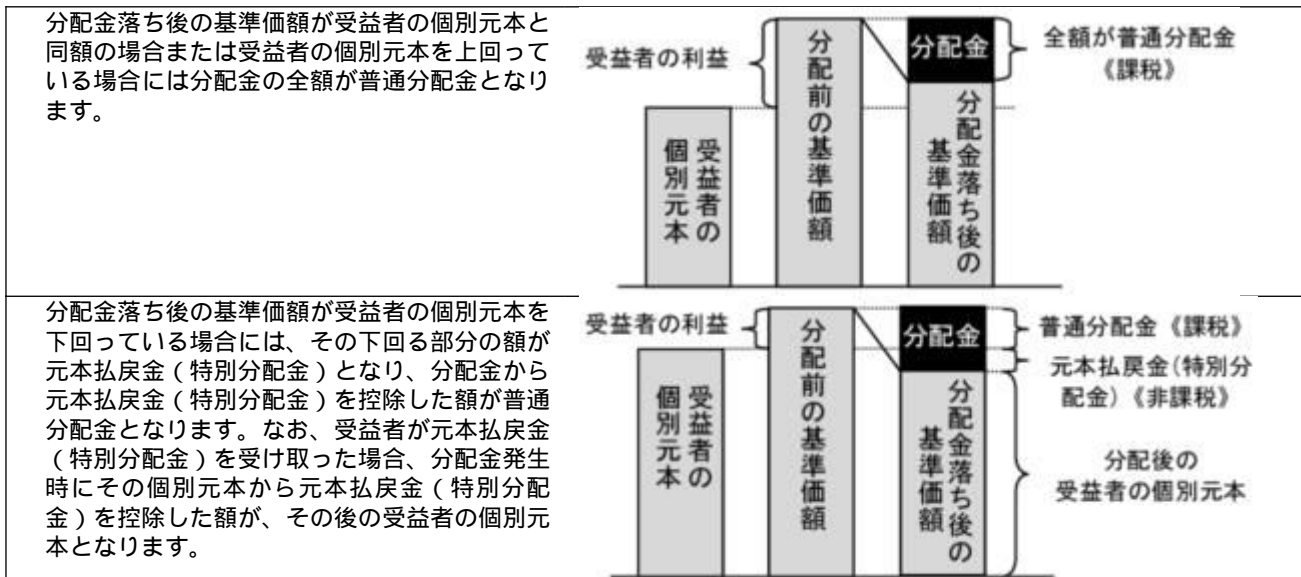 分配金落ち後の基準価額が受益者の個別元本と
同額の場合または受益者の個別元本を上回って
いる場合には分配金の全額が普通分配金となり
ます。
受益者の利益
受益者の
個別元本
分配前の基準価額
分配金
分配金落ち後の
基準価額
全額が普通分配金
《課税》
分配金落ち後の基準価額が受益者の個別元本を
下回っている場合には、その下回る部分の額が
元本払戻金(特別分配金)となり、分配金から
元本払戻金(特別分配金)を控除した額が普通
分配金となります。なお、受益者が元本払戻金
(特別分配金)を受け取った場合、分配金発生
時にその個別元本から元本払戻金(特別分配
金)を控除した額が、その後の受益者の個別元
本となります。
受益者の利益
受益者の
個別元本
分配前の基準価額
分配金
分配金落ち後の
基準価額
普通分配金《課税》
元本払戻金(特別分
配金)《非課税》
分配後の
受益者の個別元本